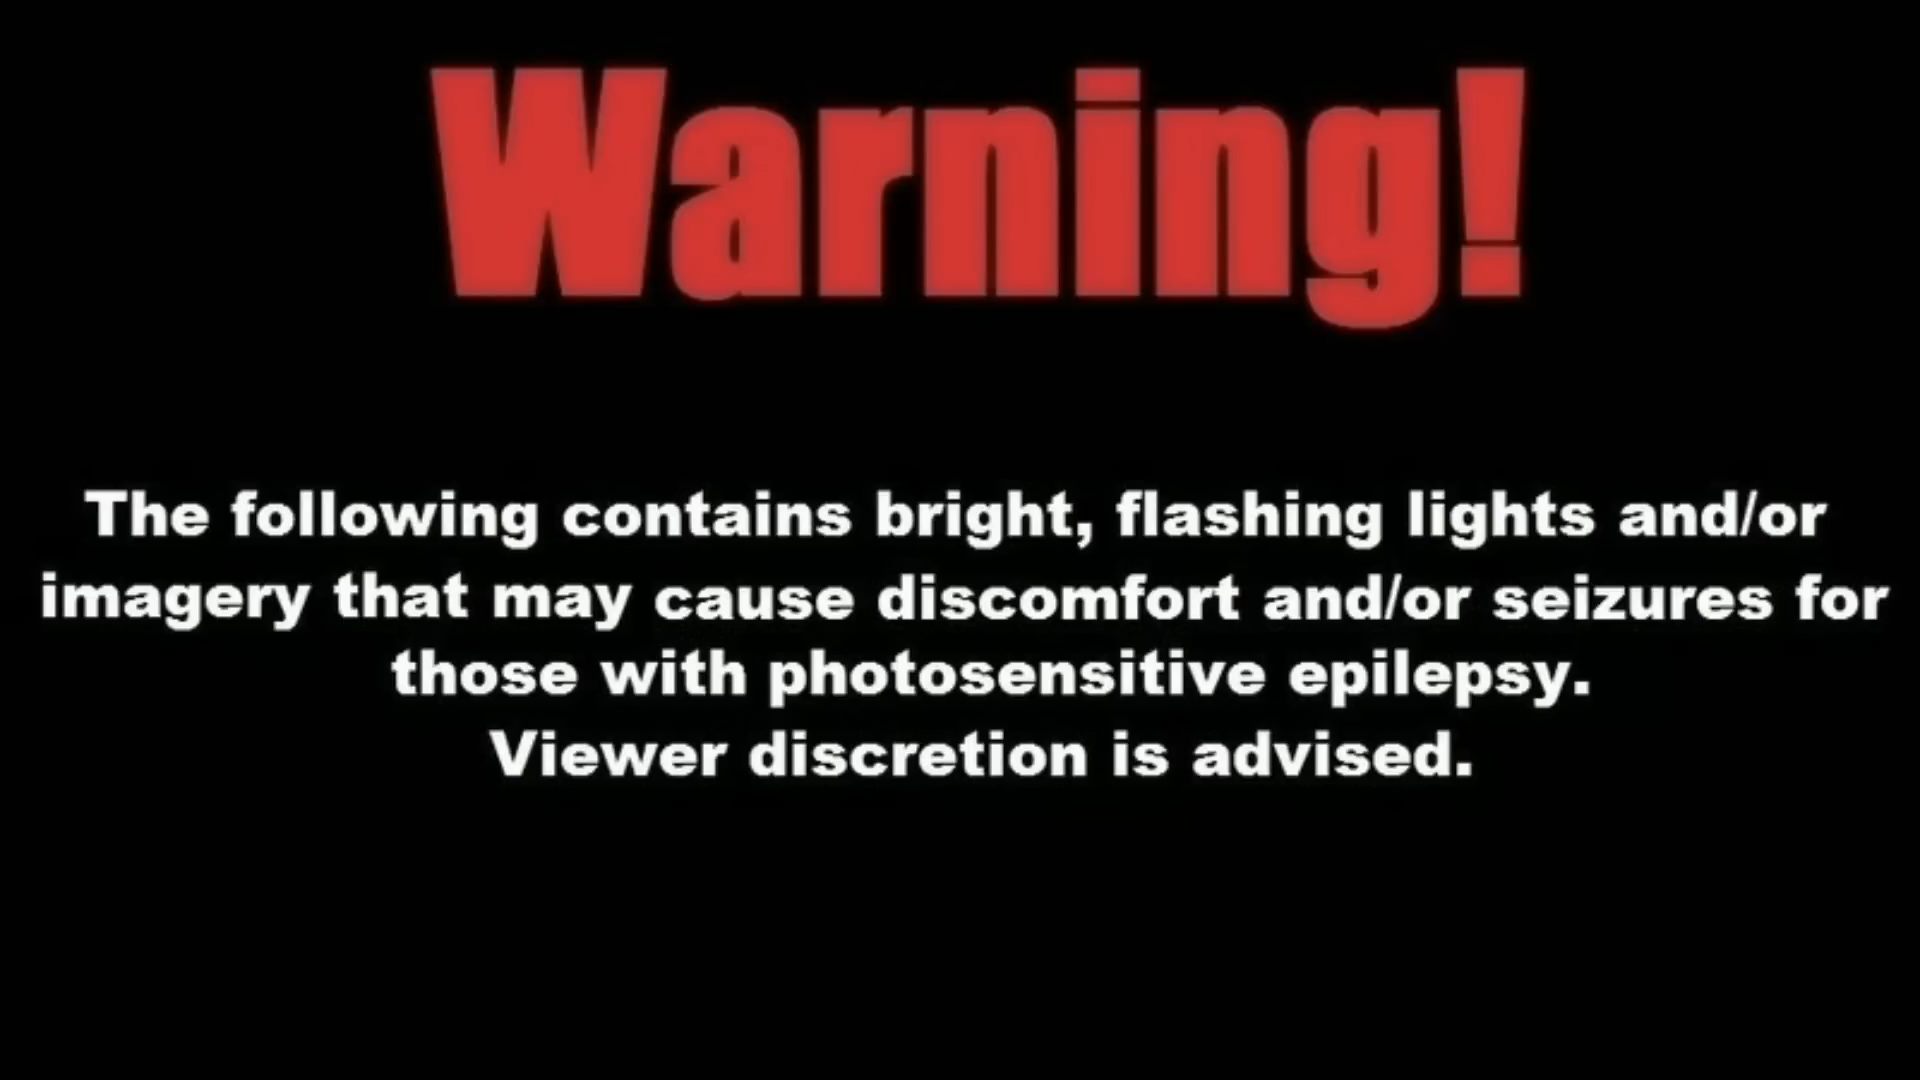 Warning!
The following contains bright, flashing lights and/or
imagery that may cause discomfort and/or seizures for
those with photosensitive epilepsy.
Viewer discretion is advised.